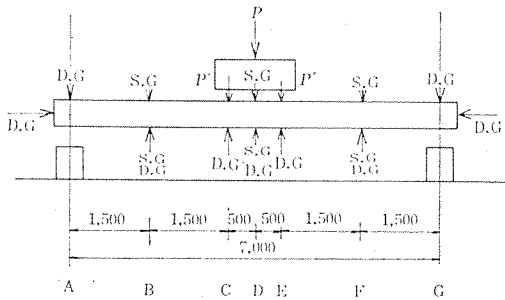 P
D.G S.G P' S.G P' S.G D.G
D.G D.G
S.G D.G S.G D.G S.G
D.G D.G D.G
1,500 1,500 500 500 1,500 1,500
7,000
A B C D E F G